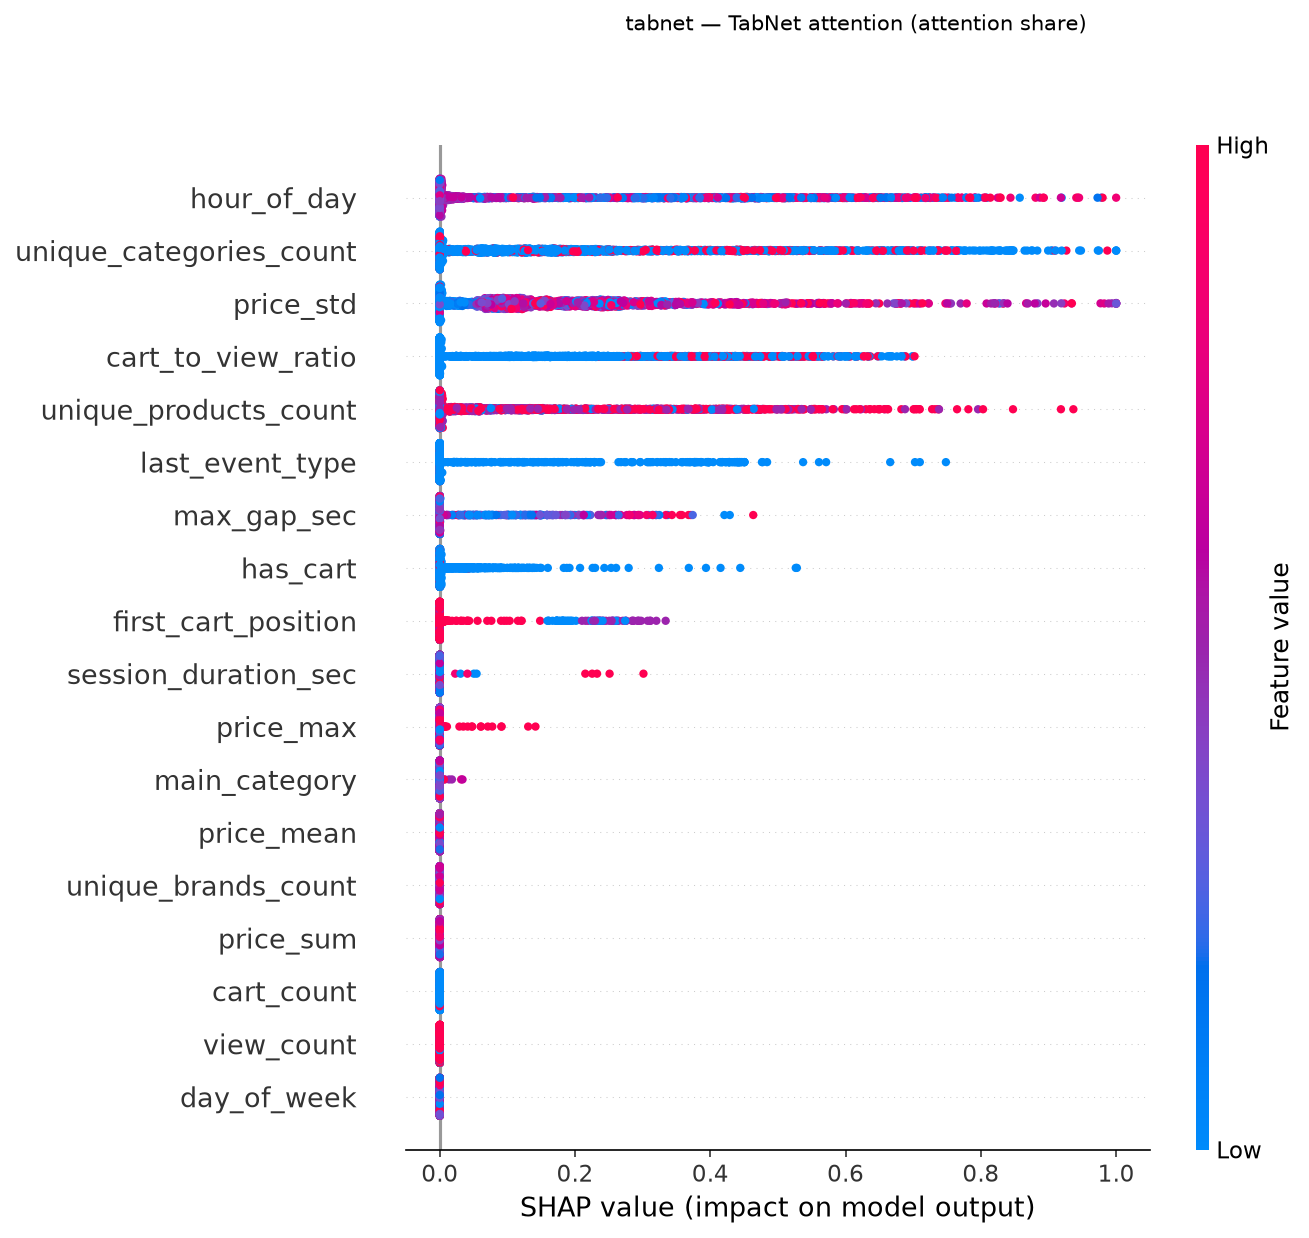 tabnet — TabNet attention (attention share)
High
hour_of_day
unique_categories_count
price_std
cart_to_view_ratio
unique_products_count
last_event_type
max_gap_sec
has_cart
first_cart_position
session_duration_sec
price_max
main_category
price_mean
unique_brands_count
price_sum
cart_count
view_count
day_of_week
Feature value
Low
0.0 0.2 0.4 0.6 0.8 1.0
SHAP value (impact on model output)